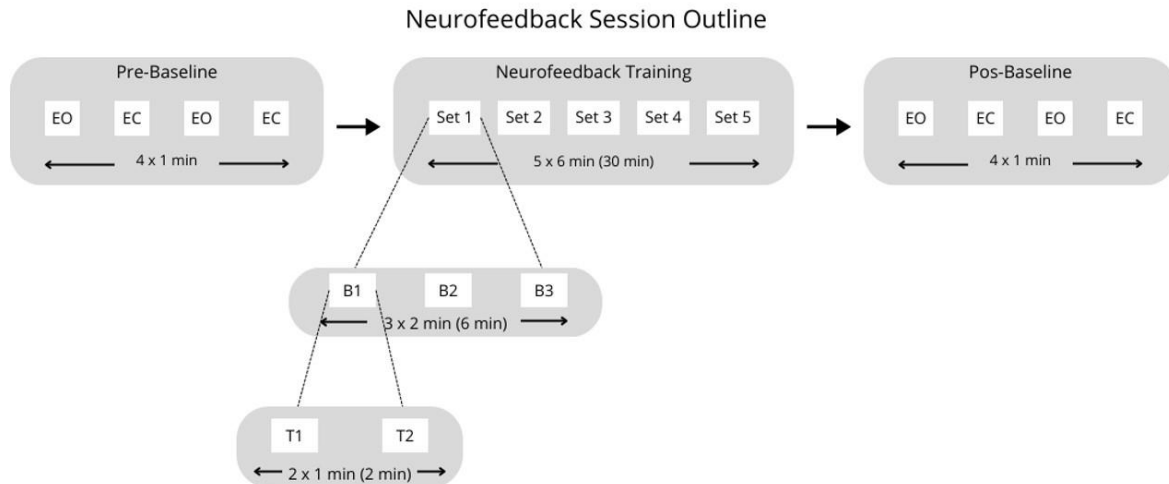 Neurofeedback Session Outline
Pre-Baseline
EO EC EO EC
4 x 1 min
Neurofeedback Training
Set 1 Set 2 Set 3 Set 4 Set 5
5 x 6 min (30 min)
Pos-Baseline
EO EC EO EC
4 x 1 min
B1 B2 B3
3 x 2 min (6 min)
T1 T2
2 x 1 min (2 min)